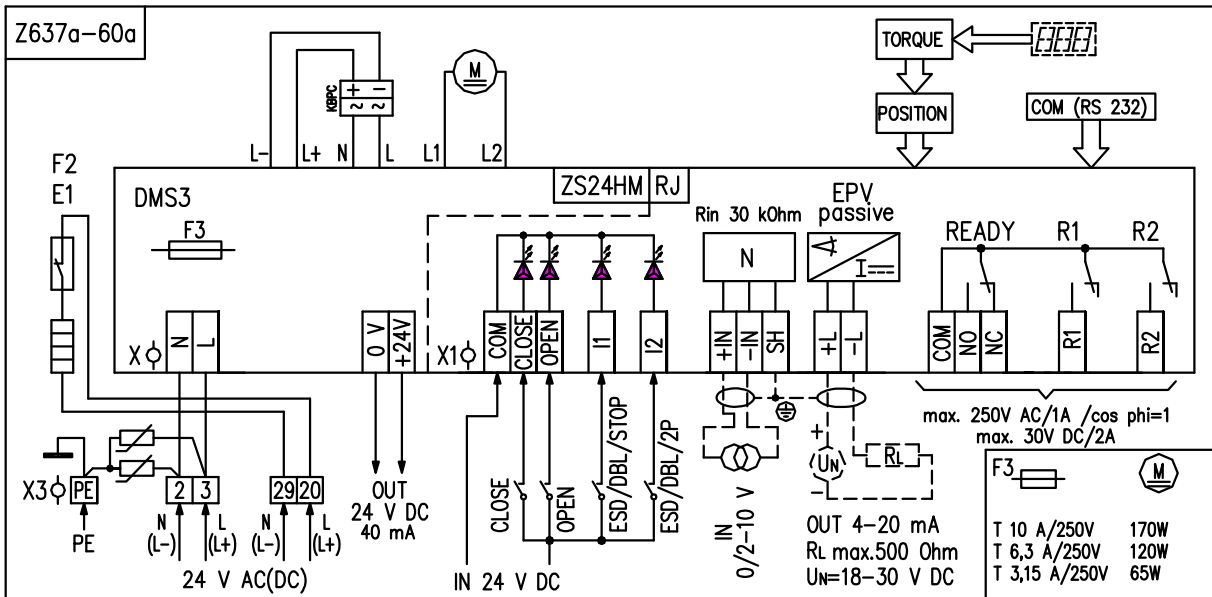 Z637a-60a
TORQUE
POSITION
COM (RS 232)
KBPC
+ −
~ ~
M
L- L+ N L L1 L2
F2
E1
DMS3
ZS24HM RJ
F3
Rin 30 kOhm
N
EPV
passive
I
READY R1 R2
X N L
0 V +24V
X1 COM CLOSE OPEN I1 I2
+IN -IN SH
+L -L
COM NO NC R1 R2
max. 250V AC/1A /cos phi=1
max. 30V DC/2A
X3 PE 2 3 29 20
PE
N (L-) L (L+) N (L-) L (L+)
24 V AC(DC)
OUT
24 V DC
40 mA
CLOSE OPEN ESD/DBL/STOP ESD/DBL/2P
IN 24 V DC
IN
0/2-10 V
+
UN
-
RL
OUT 4-20 mA
RL max.500 Ohm
UN=18-30 V DC
F3 M
T 10 A/250V 170W
T 6,3 A/250V 120W
T 3,15 A/250V 65W